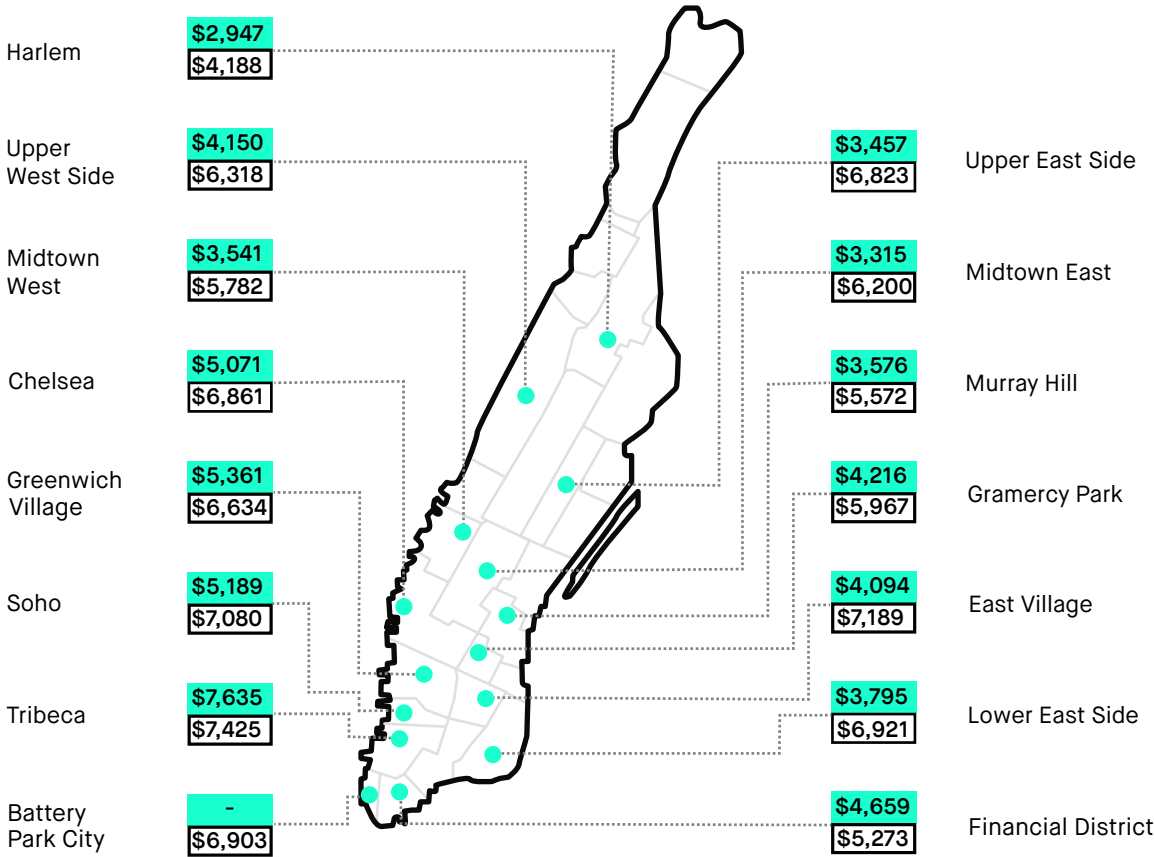 Harlem
$2,947
$4,188
Upper
West Side
$4,150
$6,318
Midtown
West
$3,541
$5,782
Chelsea
$5,071
$6,861
Greenwich
Village
$5,361
$6,634
Soho
$5,189
$7,080
Tribeca
$7,635
$7,425
Battery
Park City
-
$6,903
$3,457
$6,823
Upper East Side
$3,315
$6,200
Midtown East
$3,576
$5,572
Murray Hill
$4,216
$5,967
Gramercy Park
$4,094
$7,189
East Village
$3,795
$6,921
Lower East Side
$4,659
$5,273
Financial District